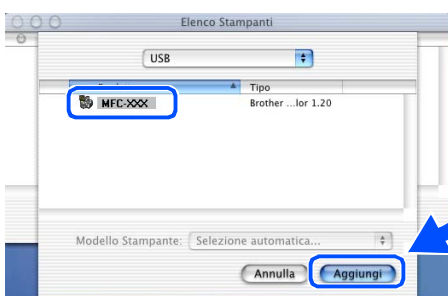 Elenco Stampanti
USB
Tipo
MFC-XXX
Brother ...lor 1.20
Modello Stampante: Selezione automatica...
Annulla
Aggiungi